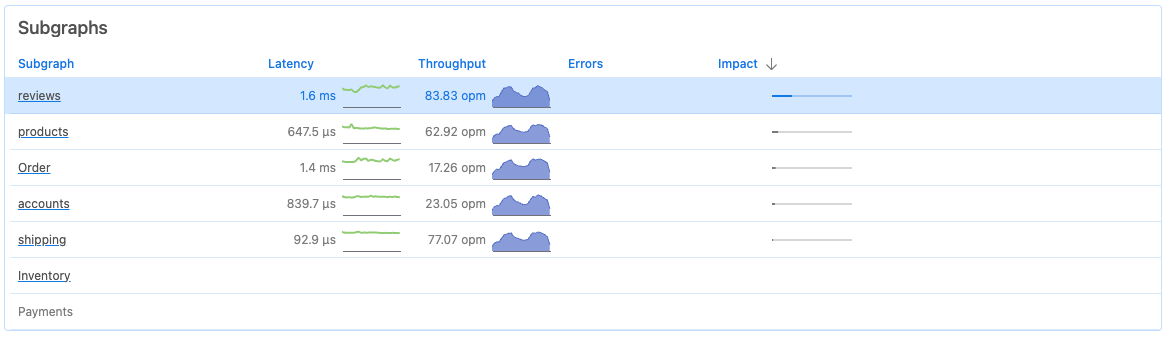 Subgraphs
Subgraph Latency Throughput Errors Impact
reviews 1.6 ms 83.83 opm
products 647.5 µs 62.92 opm
Order 1.4 ms 17.26 opm
accounts 839.7 µs 23.05 opm
shipping 92.9 µs 77.07 opm
Inventory
Payments